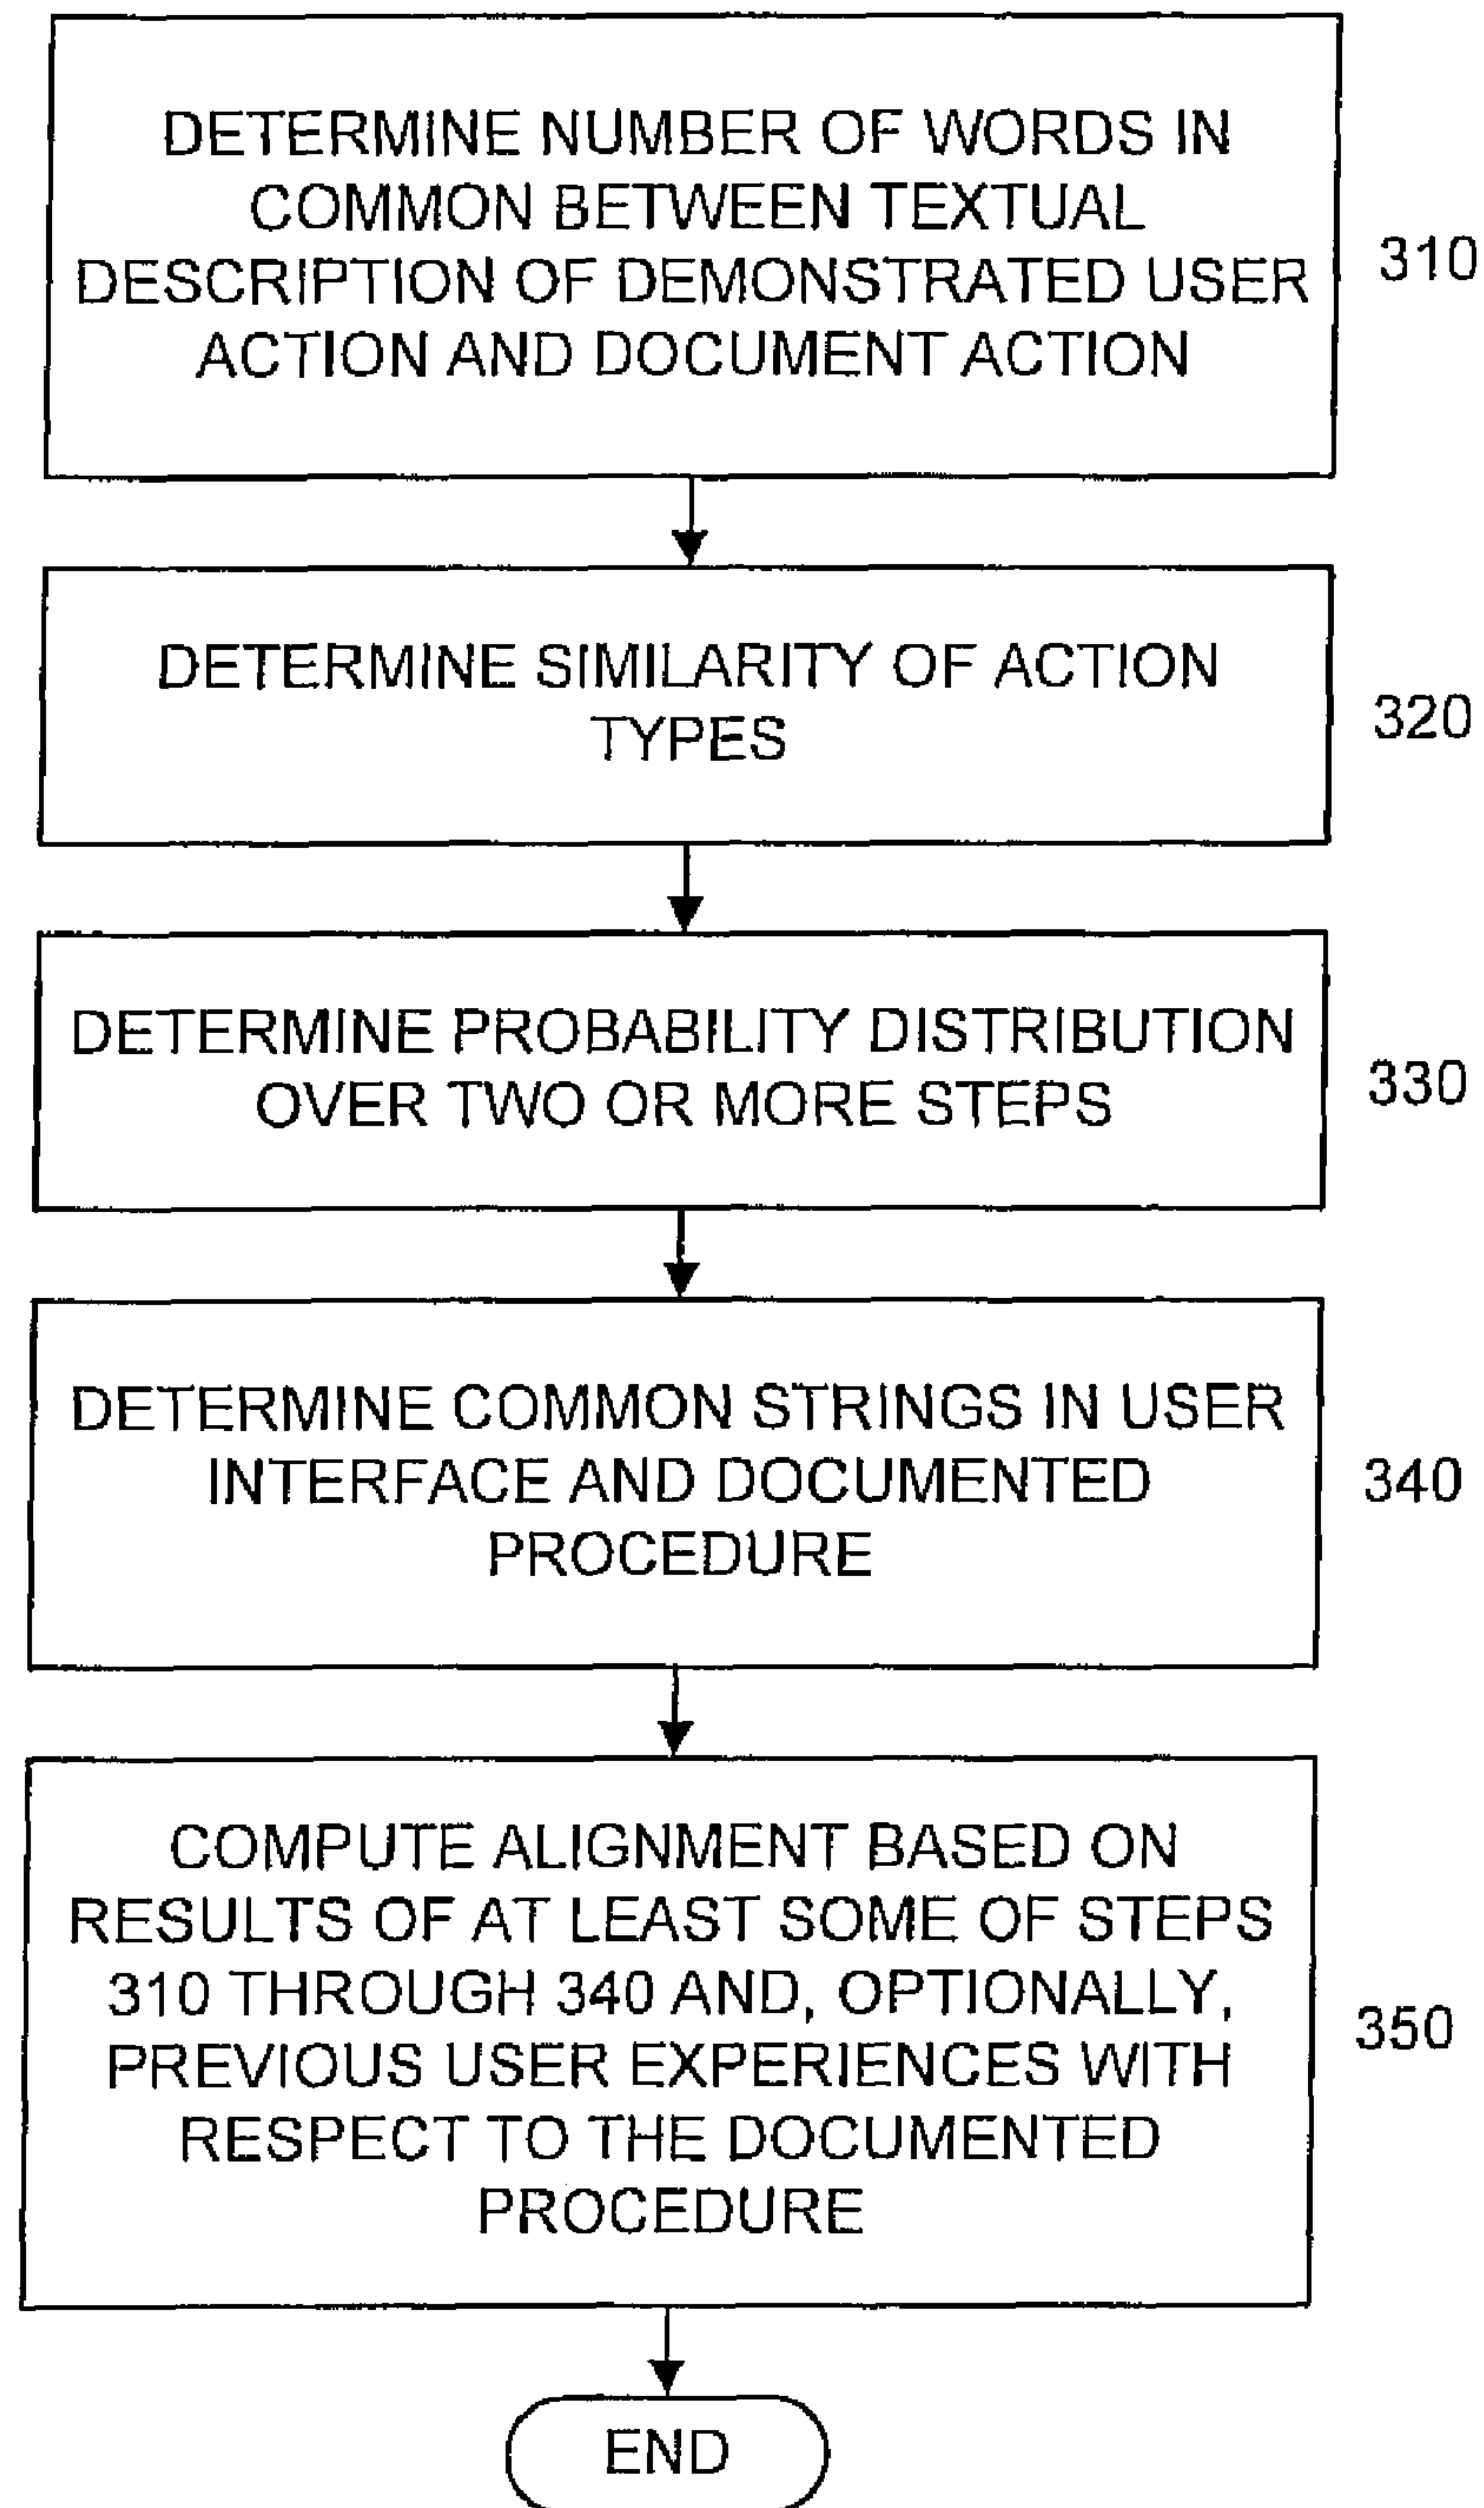 DETERMINE NUMBER OF WORDS IN
COMMON BETWEEN TEXTUAL
DESCRIPTION OF DEMONSTRATED USER
ACTION AND DOCUMENT ACTION
310
DETERMINE SIMILARITY OF ACTION
TYPES
320
DETERMINE PROBABILITY DISTRIBUTION
OVER TWO OR MORE STEPS
330
DETERMINE COMMON STRINGS IN USER
INTERFACE AND DOCUMENTED
PROCEDURE
340
COMPUTE ALIGNMENT BASED ON
RESULTS OF AT LEAST SOME OF STEPS
310 THROUGH 340 AND, OPTIONALLY,
PREVIOUS USER EXPERIENCES WITH
RESPECT TO THE DOCUMENTED
PROCEDURE
350
END